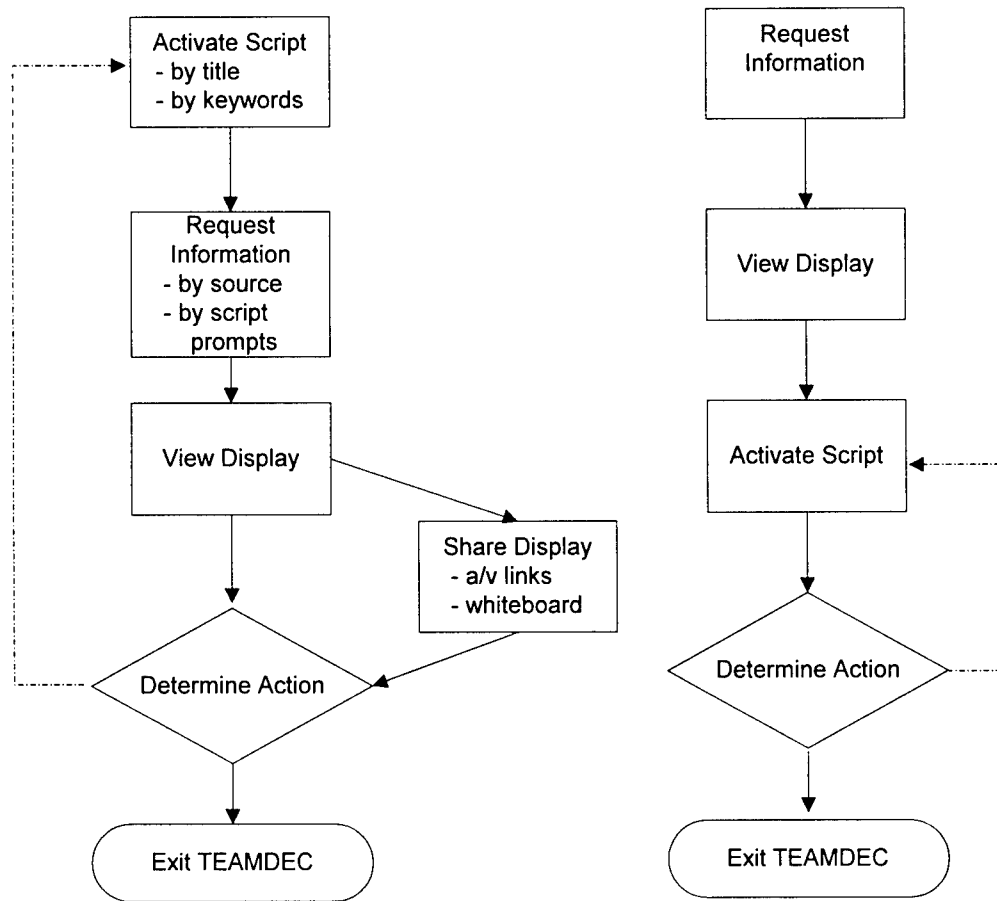 Activate Script
- by title
- by keywords
Request
Information
- by source
- by script
prompts
View Display
Share Display
- a/v links
- whiteboard
Determine Action
Exit TEAMDEC
Request
Information
View Display
Activate Script
Determine Action
Exit TEAMDEC